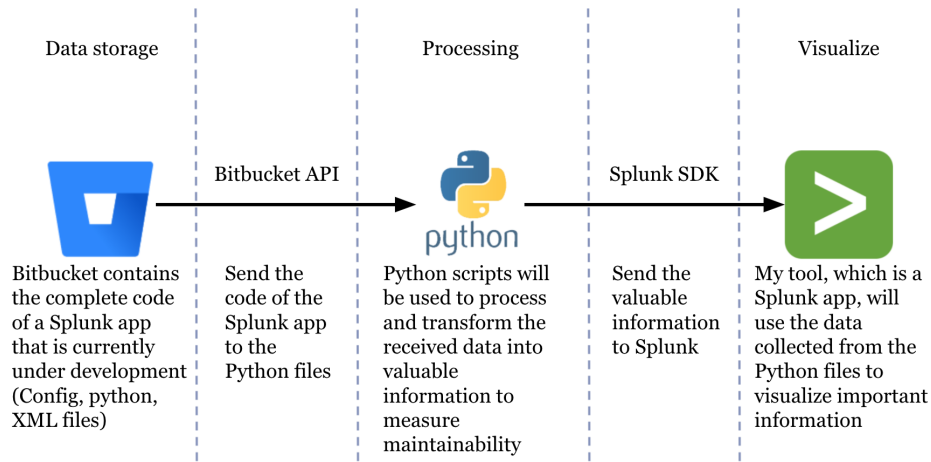 Data storage
Processing
Visualize
Bitbucket API
Splunk SDK
python
Bitbucket contains
the complete code
of a Splunk app
that is currently
under development
(Config, python,
XML files)
Send the
code of the
Splunk app
to the
Python files
Python scripts will
be used to process
and transform the
received data into
valuable
information to
measure
maintainability
Send the
valuable
information
to Splunk
My tool, which is a
Splunk app, will
use the data
collected from the
Python files to
visualize important
information